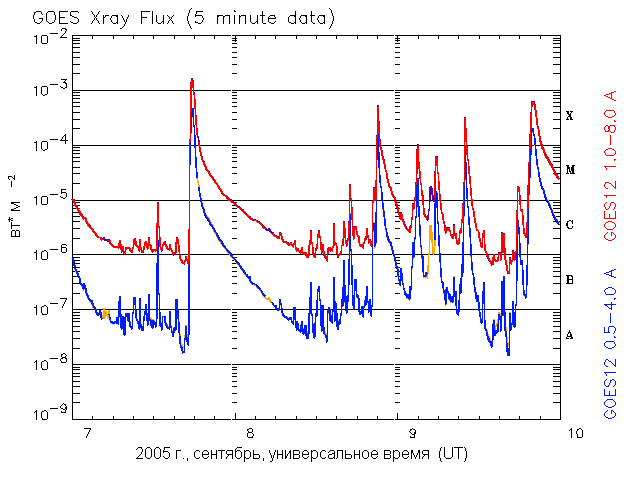 GOES Xray Flux (5 minute data)
10⁻²
10⁻³
10⁻⁴
10⁻⁵
10⁻⁶
10⁻⁷
10⁻⁸
10⁻⁹
вт* м ⁻²
X
M
C
B
A
GOES12 1.0-8.0 A
GOES12 0.5-4.0 A
7 8 9 10
2005 г., сентябрь, универсальное время (UT)